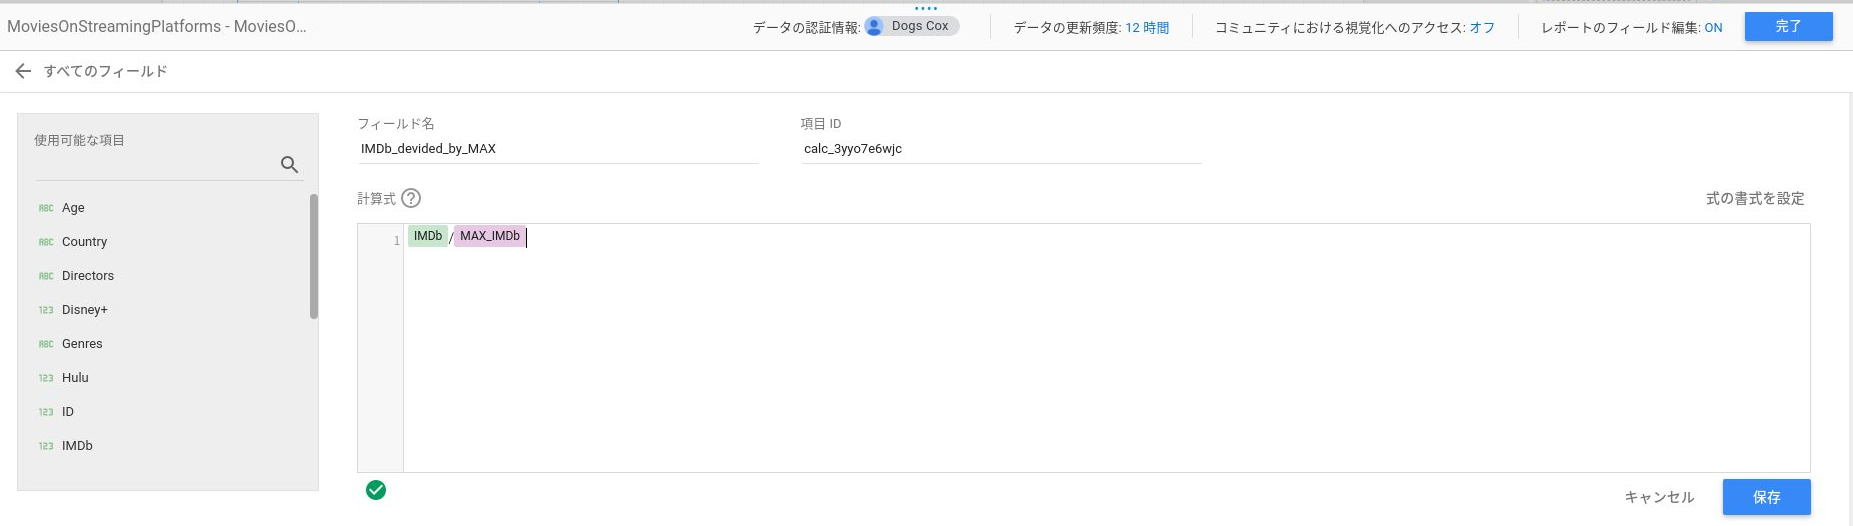 MoviesOnStreamingPlatforms - MoviesO...
データの認証情報: Dogs Cox
データの更新頻度: 12 時間
コミュニティにおける視覚化へのアクセス: オフ
レポートのフィールド編集: ON
完了
すべてのフィールド
使用可能な項目
ABC Age
ABC Country
ABC Directors
123 Disney+
ABC Genres
123 Hulu
123 ID
123 IMDb
フィールド名
IMDb_devided_by_MAX
項目 ID
calc_3yyo7e6wjc
計算式 ?
式の書式を設定
1 IMDb / MAX_IMDb
キャンセル
保存